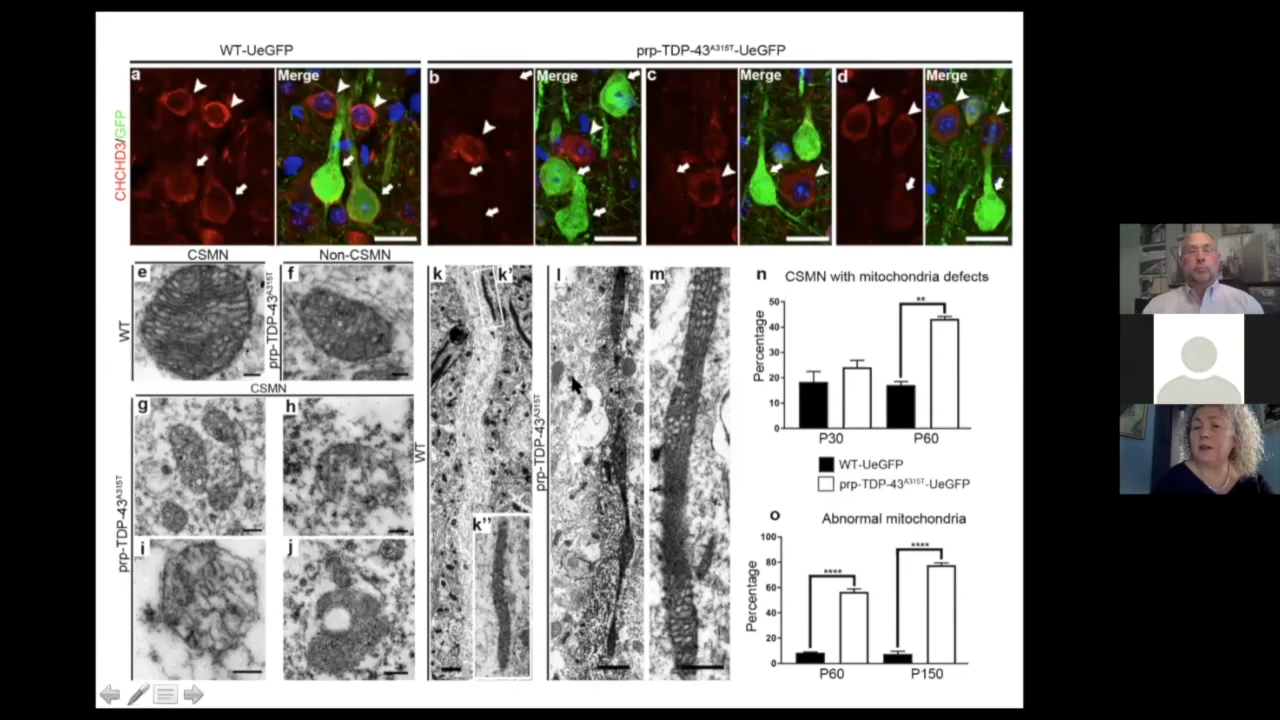 WT-UeGFP
prp-TDP-43A315T-UeGFP
CHCHD3/GFP
a
Merge
b
Merge
c
Merge
d
Merge
CSMN
Non-CSMN
WT
e
prp-TDP-43A315T
f
CSMN
prp-TDP-43A315T
g
h
i
j
WT
k
k'
k''
prp-TDP-43A315T
l
m
n
CSMN with mitochondria defects
Percentage
50
40
30
20
10
0
**
P30
P60
WT-UeGFP
prp-TDP-43A315T-UeGFP
o
Abnormal mitochondria
Percentage
100
80
60
40
20
0
****
****
P60
P150